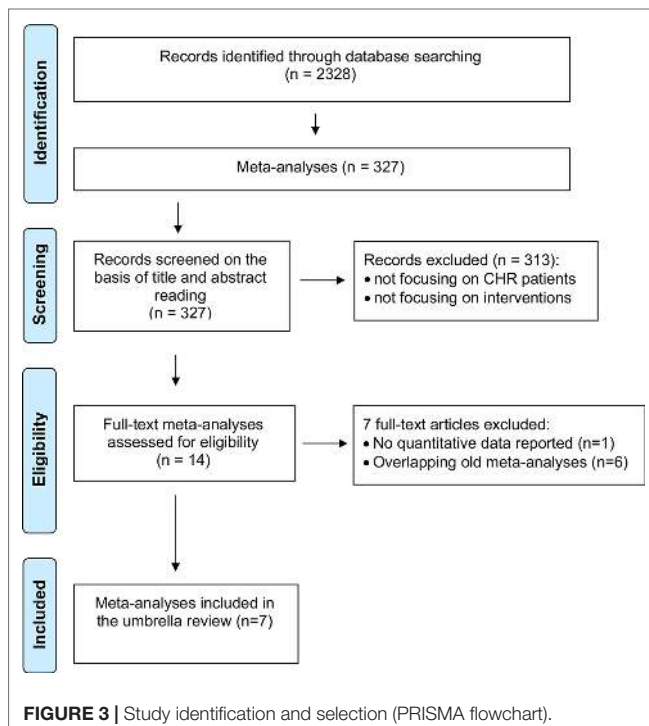 Identification
Records identified through database searching
(n = 2328)
Meta-analyses (n = 327)
Screening
Records screened on the
basis of title and abstract
reading
(n = 327)
Records excluded (n = 313):
• not focusing on CHR patients
• not focusing on interventions
Eligibility
Full-text meta-analyses
assessed for eligibility
(n = 14)
7 full-text articles excluded:
• No quantitative data reported (n=1)
• Overlapping old meta-analyses (n=6)
Included
Meta-analyses included in
the umbrella review (n=7)
FIGURE 3 | Study identification and selection (PRISMA flowchart).